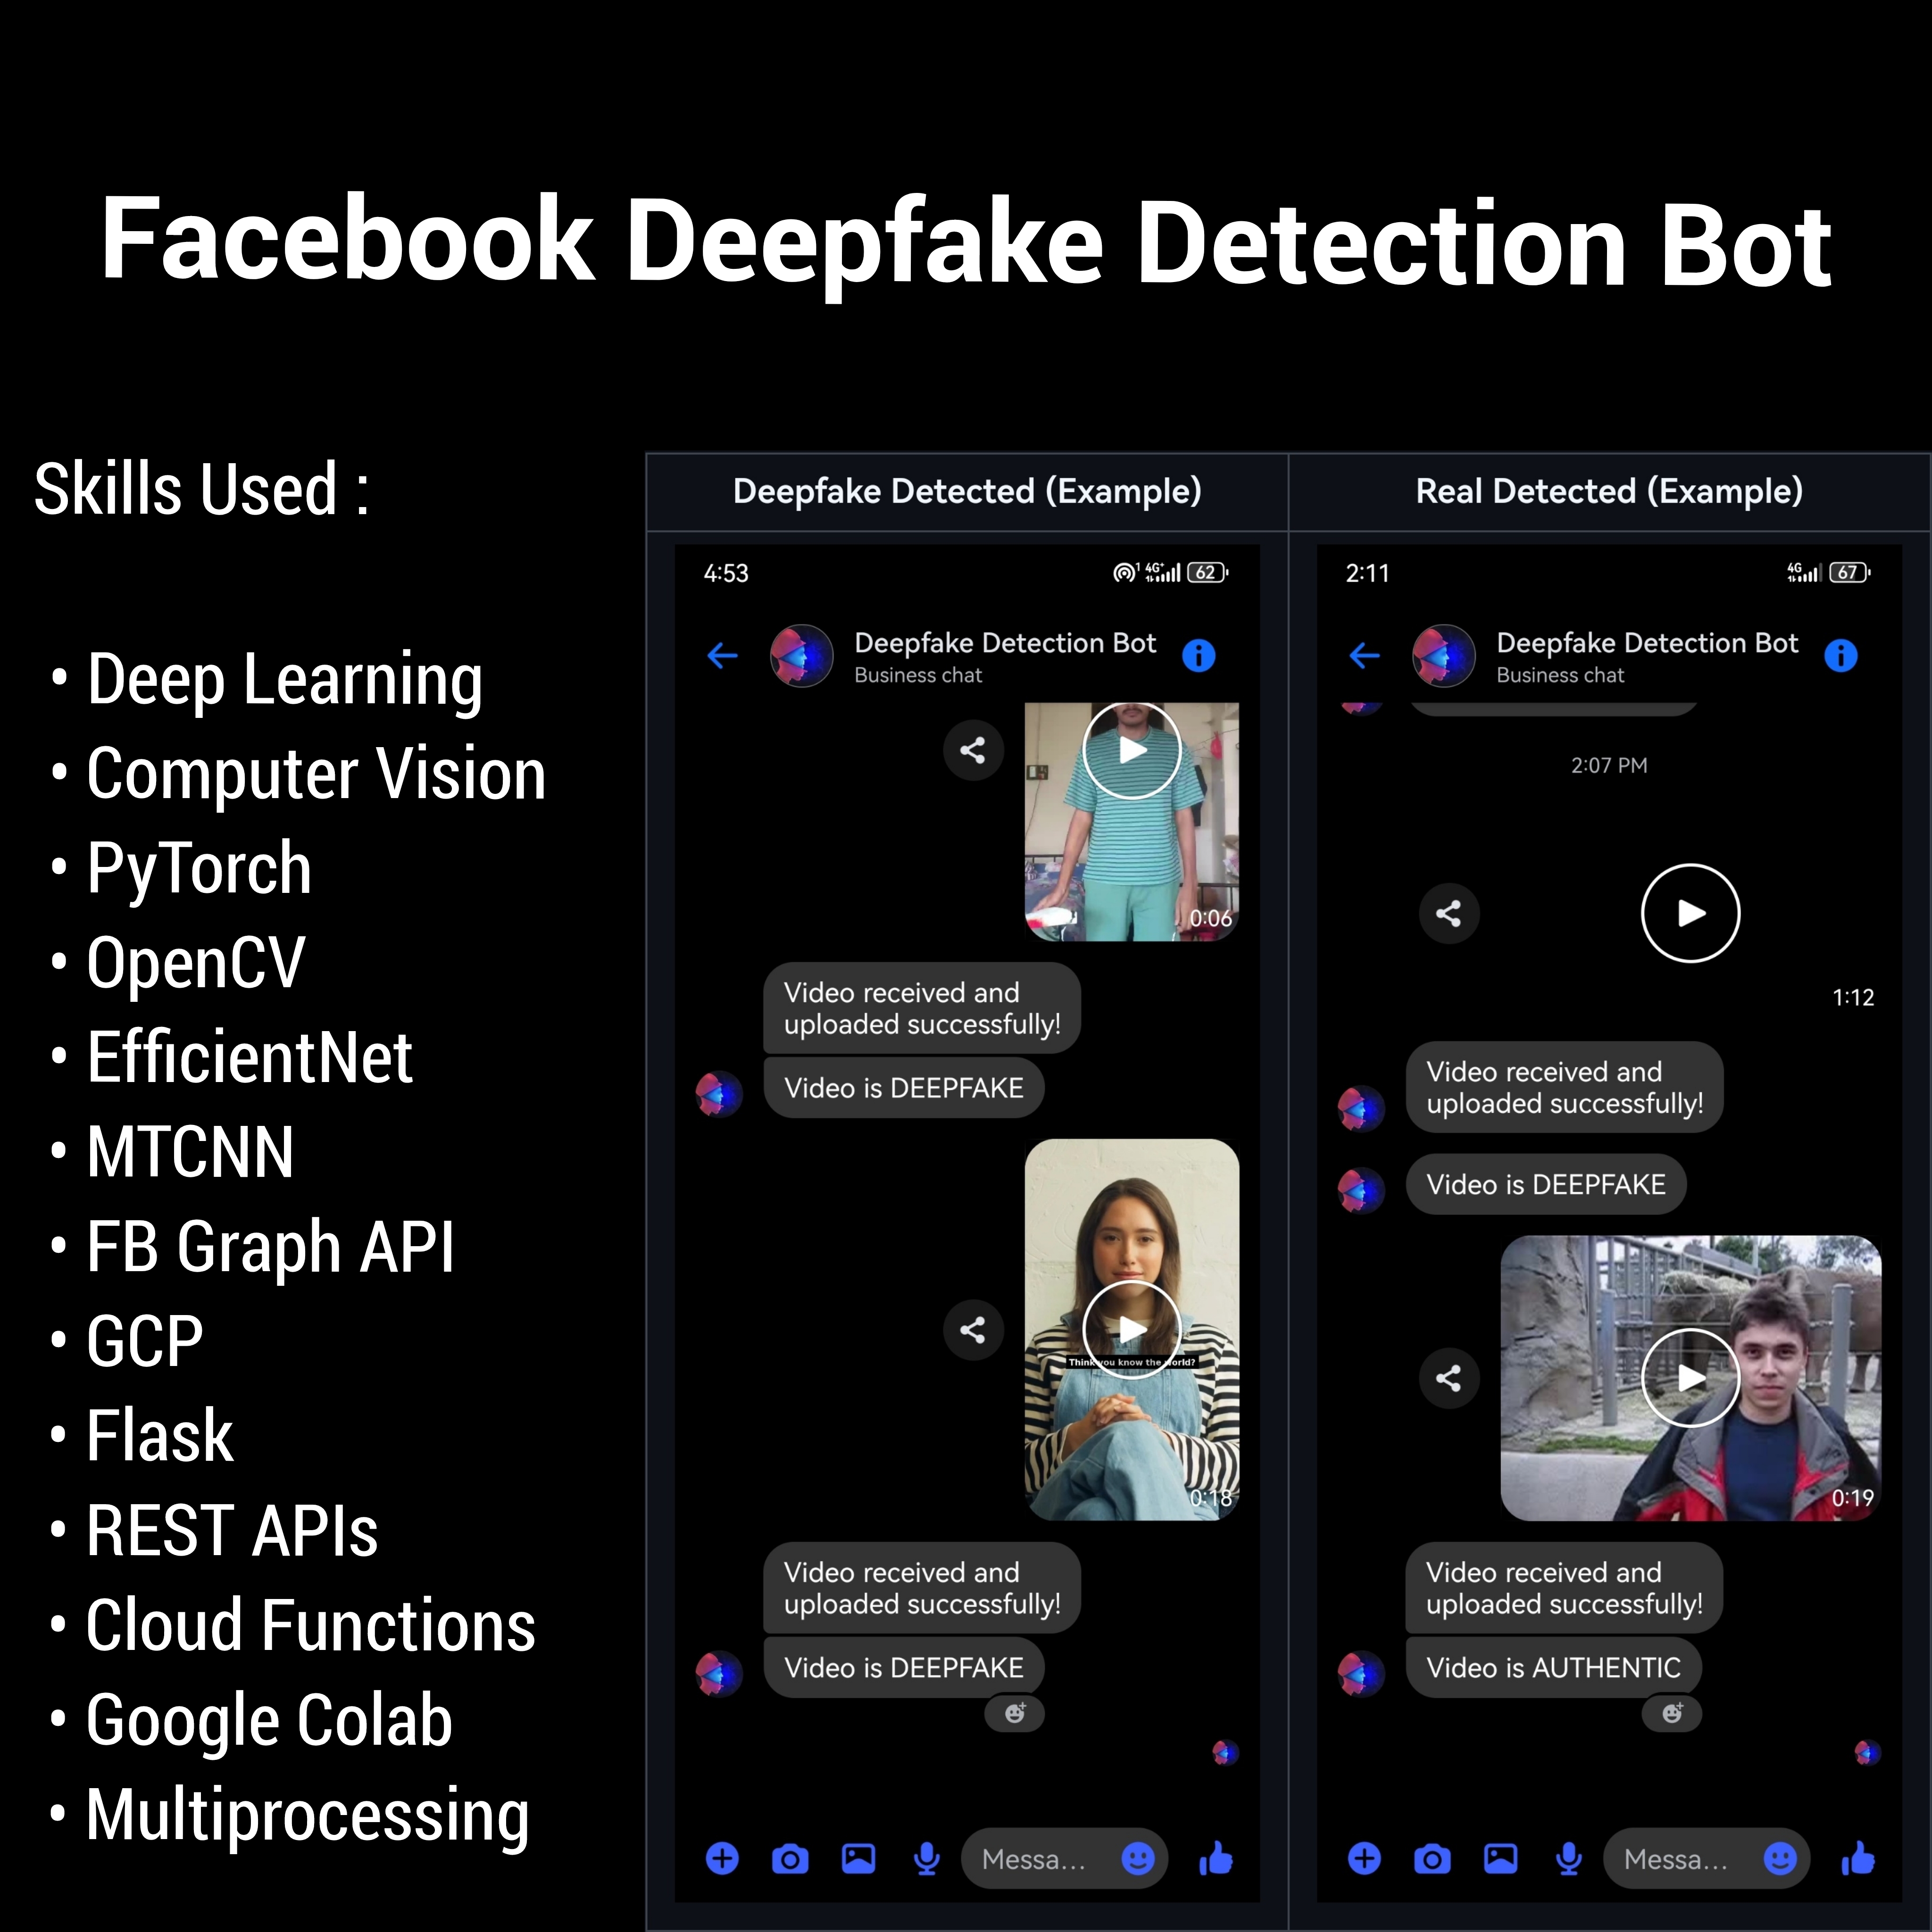 Facebook Deepfake Detection Bot
Skills Used :
• Deep Learning
• Computer Vision
• PyTorch
• OpenCV
• EfficientNet
• MTCNN
• FB Graph API
• GCP
• Flask
• REST APIs
• Cloud Functions
• Google Colab
• Multiprocessing
Deepfake Detected (Example)
4:53
4G+
62
Deepfake Detection Bot
Business chat
0:06
Video received and
uploaded successfully!
Video is DEEPFAKE
Think you know the world?
0:18
Video received and
uploaded successfully!
Video is DEEPFAKE
Messa...
Real Detected (Example)
2:11
4G
67
Deepfake Detection Bot
Business chat
2:07 PM
1:12
Video received and
uploaded successfully!
Video is DEEPFAKE
0:19
Video received and
uploaded successfully!
Video is AUTHENTIC
Messa...